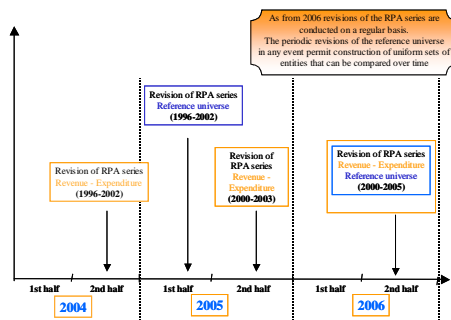 As from 2006 revisions of the RPA series are
conducted on a regular basis.
The periodic revisions of the reference universe
in any event permit construction of uniform sets of
entities that can be compared over time
Revision of RPA series
Reference universe
(1996-2002)
Revision of RPA series
Revenue - Expenditure
(1996-2002)
Revision of
RPA series
Revenue -
Expenditure
(2000-2003)
Revision of RPA series
Revenue - Expenditure
Reference universe
(2000-2005)
1st half
2nd half
1st half
2nd half
1st half
2nd half
2004
2005
2006